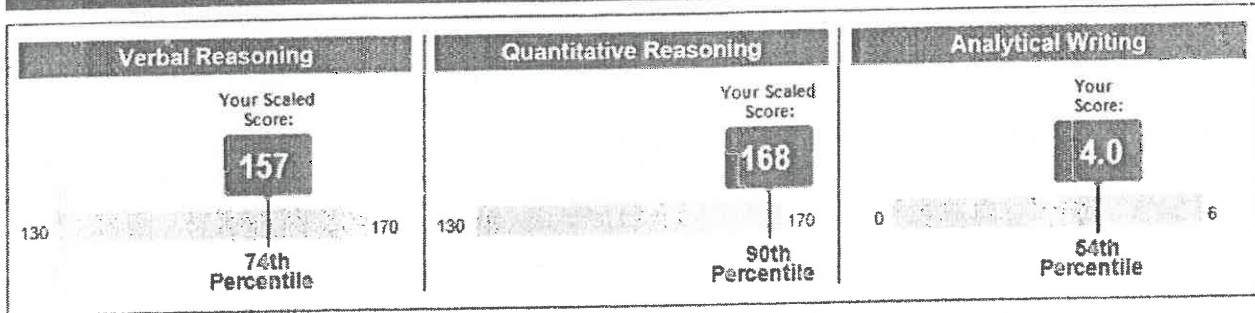 Verbal Reasoning
Your Scaled
Score:
157
130
170
74th
Percentile
Quantitative Reasoning
Your Scaled
Score:
168
130
170
90th
Percentile
Analytical Writing
Your
Score:
4.0
0
6
54th
Percentile